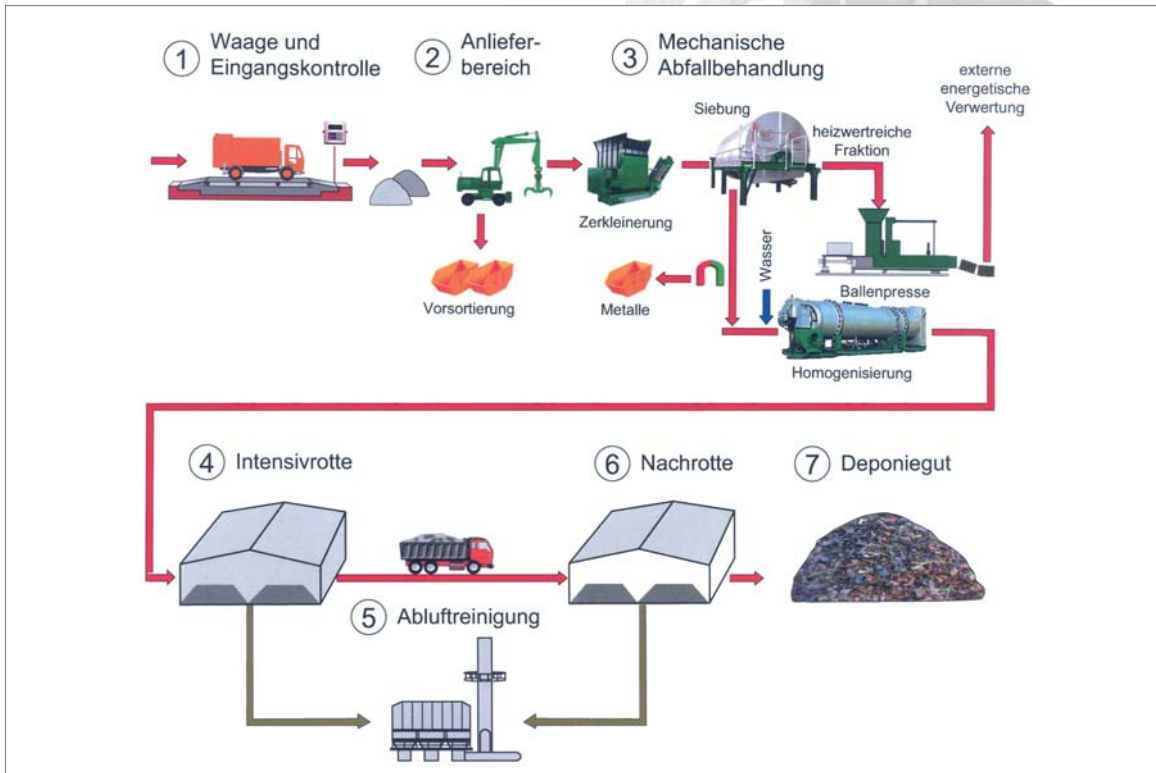 1
Waage und
Eingangskontrolle
2
Anliefer-
bereich
3
Mechanische
Abfallbehandlung
externe
energetische
Verwertung
Siebung
heizwertreiche
Fraktion
Zerkleinerung
Wasser
Vorsortierung
Metalle
Ballenpresse
Homogenisierung
4
Intensivrotte
6
Nachrotte
7
Deponiegut
5
Abluftreinigung